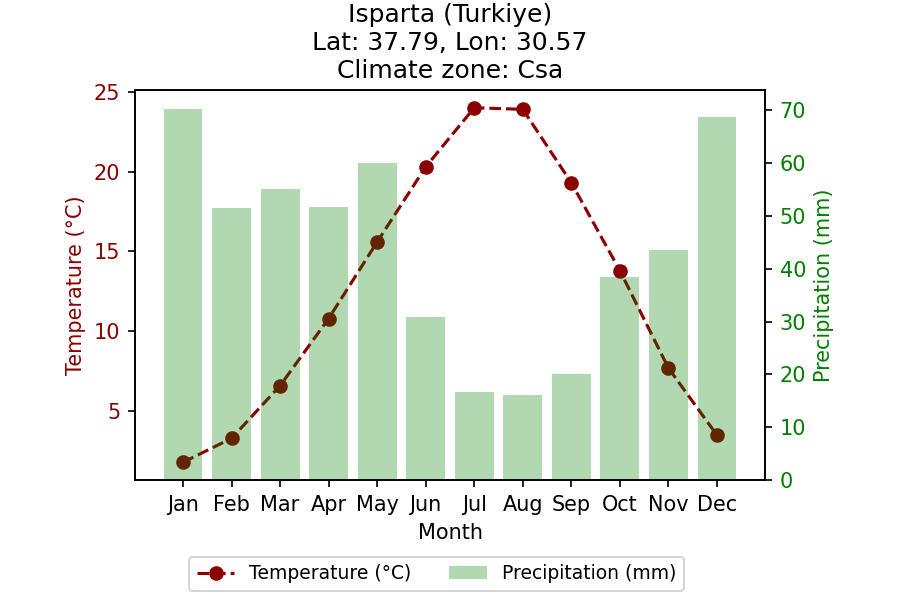 Isparta (Turkiye)
Lat: 37.79, Lon: 30.57
Climate zone: Csa
25
20
15
10
5
Temperature (°C)
70
60
50
40
30
20
10
0
Precipitation (mm)
Jan Feb Mar Apr May Jun Jul Aug Sep Oct Nov Dec
Month
Temperature (°C) Precipitation (mm)